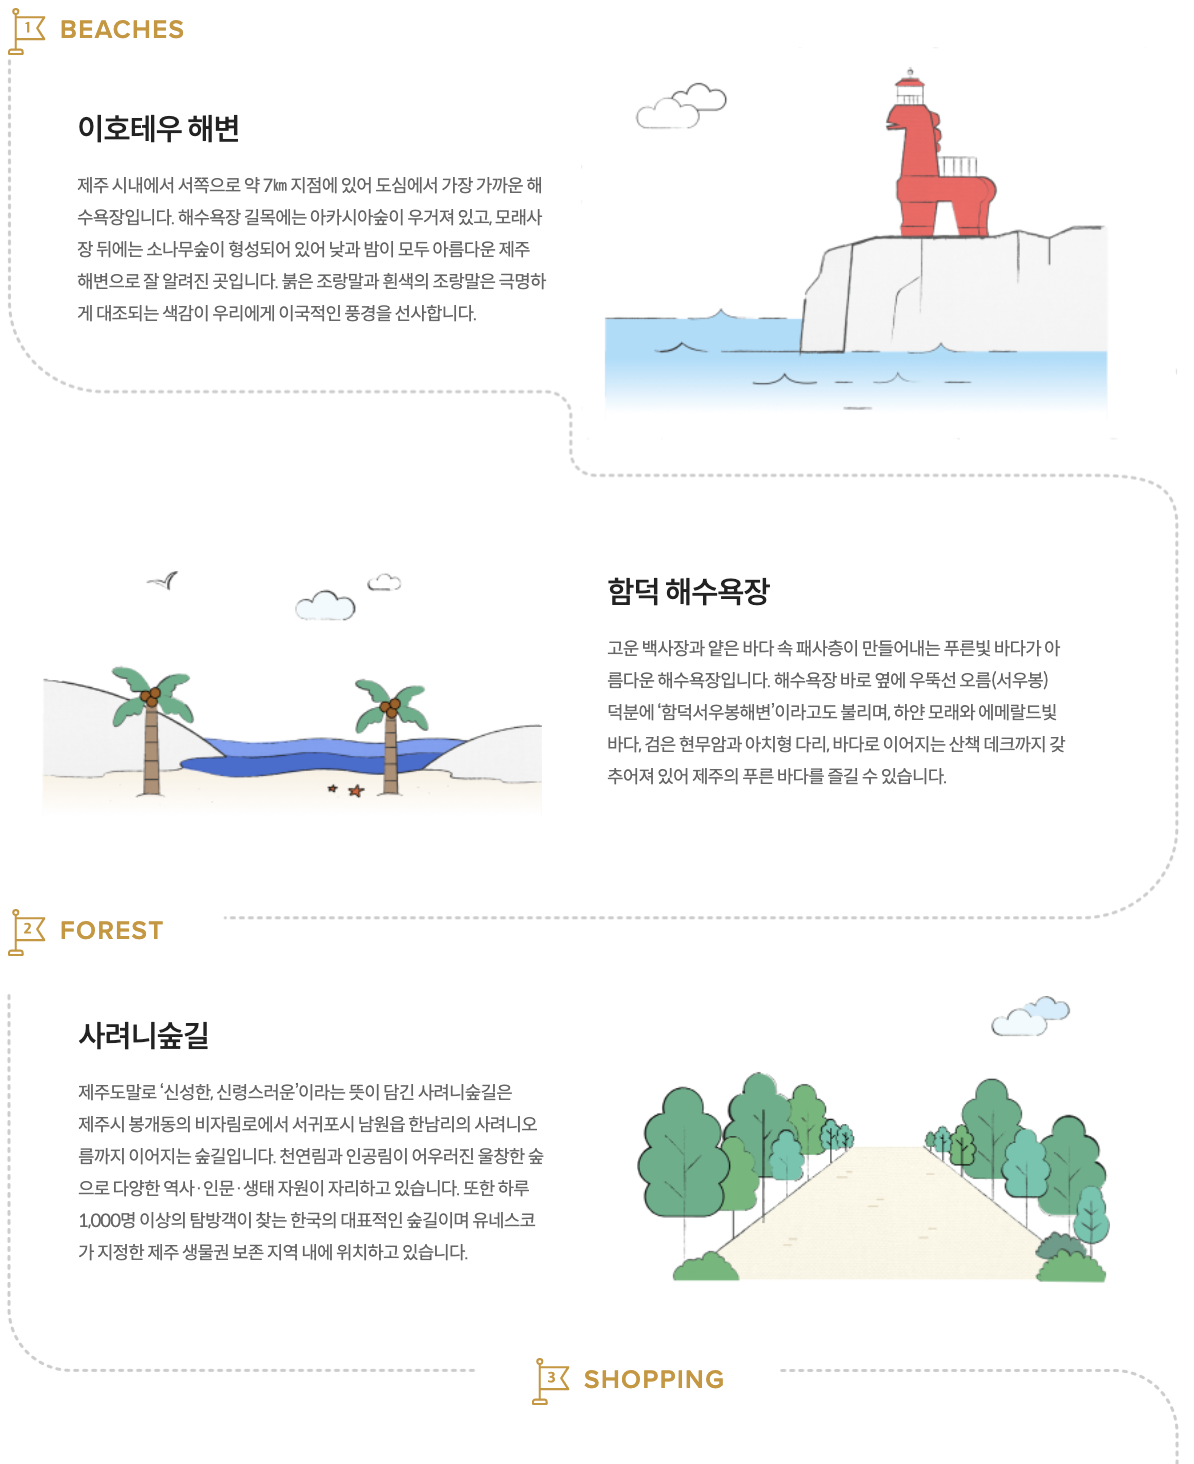 1 BEACHES
이호테우 해변
제주 시내에서 서쪽으로 약 7㎞ 지점에 있어 도심에서 가장 가까운 해
수욕장입니다. 해수욕장 길목에는 아카시아숲이 우거져 있고, 모래사
장 뒤에는 소나무숲이 형성되어 있어 낮과 밤이 모두 아름다운 제주
해변으로 잘 알려진 곳입니다. 붉은 조랑말과 흰색의 조랑말은 극명하
게 대조되는 색감이 우리에게 이국적인 풍경을 선사합니다.
함덕 해수욕장
고운 백사장과 얕은 바다 속 패사층이 만들어내는 푸른빛 바다가 아
름다운 해수욕장입니다. 해수욕장 바로 옆에 우뚝선 오름(서우봉)
덕분에 ‘함덕서우봉해변’이라고도 불리며, 하얀 모래와 에메랄드빛
바다, 검은 현무암과 아치형 다리, 바다로 이어지는 산책 데크까지 갖
추어져 있어 제주의 푸른 바다를 즐길 수 있습니다.
2 FOREST
사려니숲길
제주도말로 ‘신성한, 신령스러운’이라는 뜻이 담긴 사려니숲길은
제주시 봉개동의 비자림로에서 서귀포시 남원읍 한남리의 사려니오
름까지 이어지는 숲길입니다. 천연림과 인공림이 어우러진 울창한 숲
으로 다양한 역사·인문·생태 자원이 자리하고 있습니다. 또한 하루
1,000명 이상의 탐방객이 찾는 한국의 대표적인 숲길이며 유네스코
가 지정한 제주 생물권 보존 지역 내에 위치하고 있습니다.
3 SHOPPING